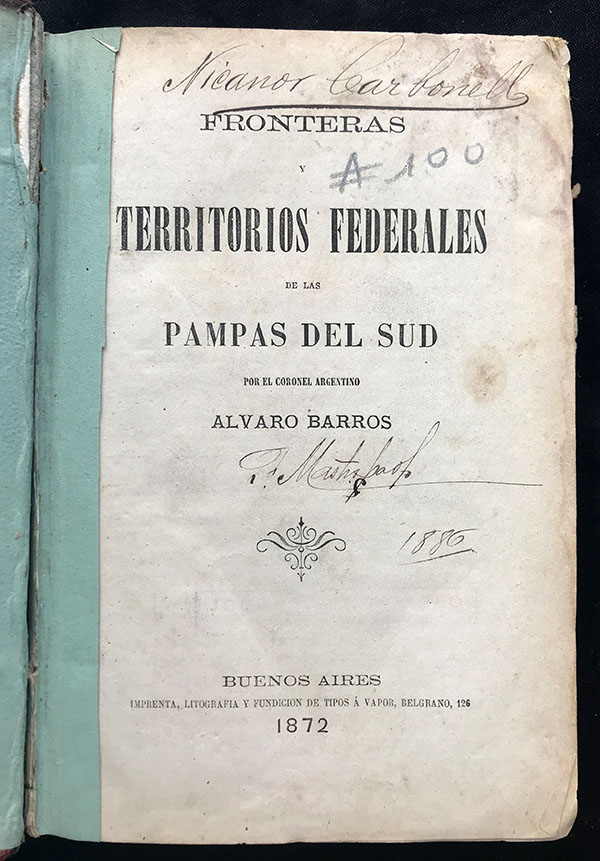 Nicanor Carbonell
FRONTERAS
Y
100
TERRITORIOS FEDERALES
DE LAS
PAMPAS DEL SUD
POR EL CORONEL ARGENTINO
ALVARO BARROS
1886
BUENOS AIRES
IMPRENTA, LITOGRAFIA Y FUNDICION DE TIPOS Á VAPOR, BELGRANO, 126
1872